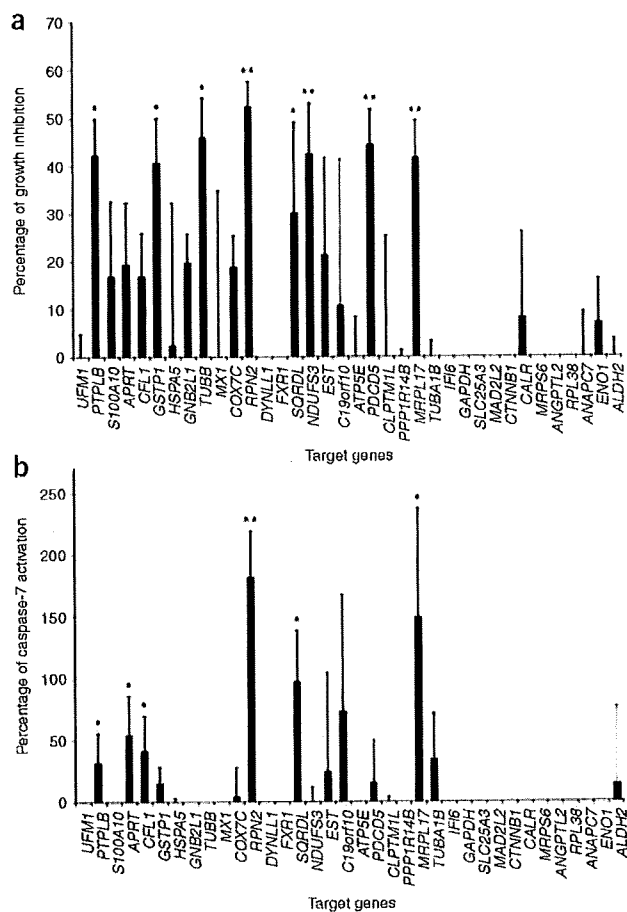 a
Percentage of growth inhibition
70
60
50
40
30
20
10
0
* * * ** * ** ** **
UFM1 PTPLB S100A10 APRT CFL1 GSTP1 HSPA5 GNB2L1 TUBB MX1 COX7C RPN2 DYNLL1 FXR1 SQRDL NDUFS3 EST C19orf10 ATP5E PDCD5 CLPTM1L PPP1R14B MRPL17 TUBA1B IFI6 GAPDH SLC25A3 MAD2L2 CTNNB1 CALR MRPS6 ANGPTL2 RPL38 ANAPC7 ENO1 ALDH2
Target genes
b
Percentage of caspase-7 activation
250
200
150
100
50
0
* * * ** * *
UFM1 PTPLB S100A10 APRT CFL1 GSTP1 HSPA5 GNB2L1 TUBB MX1 COX7C RPN2 DYNLL1 FXR1 SQRDL NDUFS3 EST C19orf10 ATP5E PDCD5 CLPTM1L PPP1R14B MRPL17 TUBA1B IFI6 GAPDH SLC25A3 MAD2L2 CTNNB1 CALR MRPS6 ANGPTL2 RPL38 ANAPC7 ENO1 ALDH2
Target genes